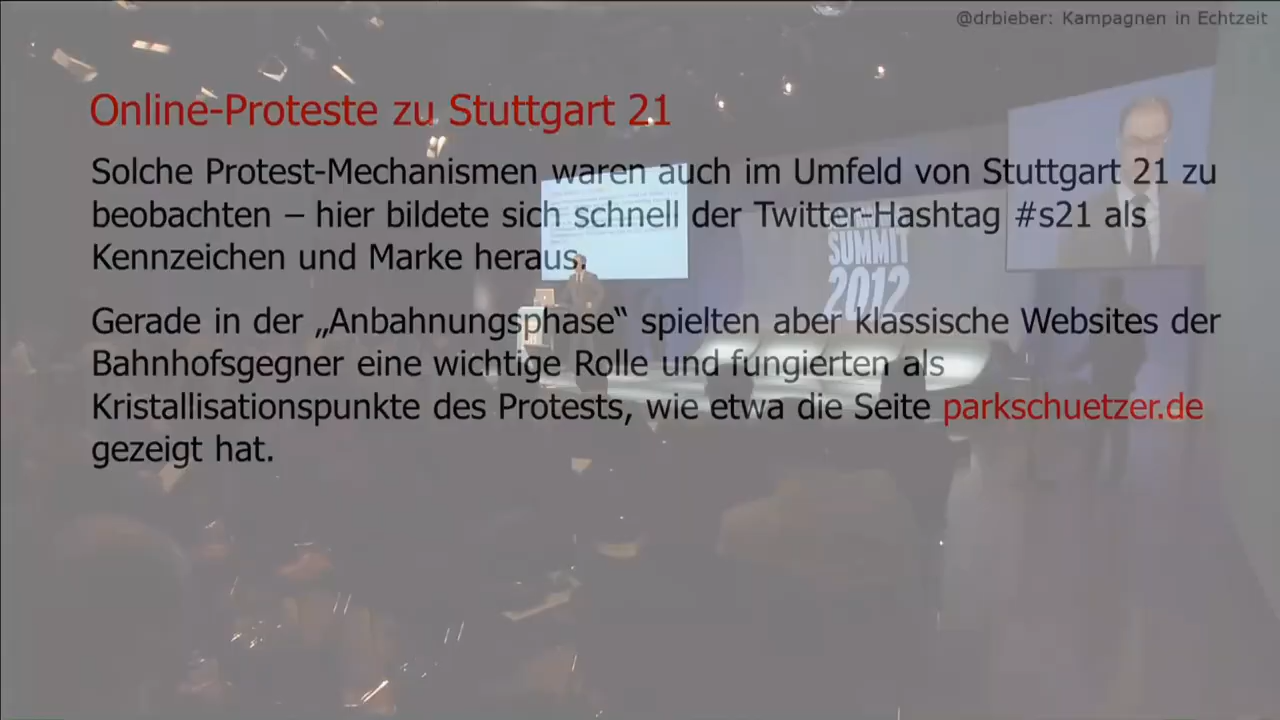 @drbieber: Kampagnen in Echtzeit
Online-Proteste zu Stuttgart 21
Solche Protest-Mechanismen waren auch im Umfeld von Stuttgart 21 zu
beobachten – hier bildete sich schnell der Twitter-Hashtag #s21 als
Kennzeichen und Marke heraus.
Gerade in der „Anbahnungsphase“ spielten aber klassische Websites der
Bahnhofsgegner eine wichtige Rolle und fungierten als
Kristallisationspunkte des Protests, wie etwa die Seite parkschuetzer.de
gezeigt hat.
SUMMIT
2012